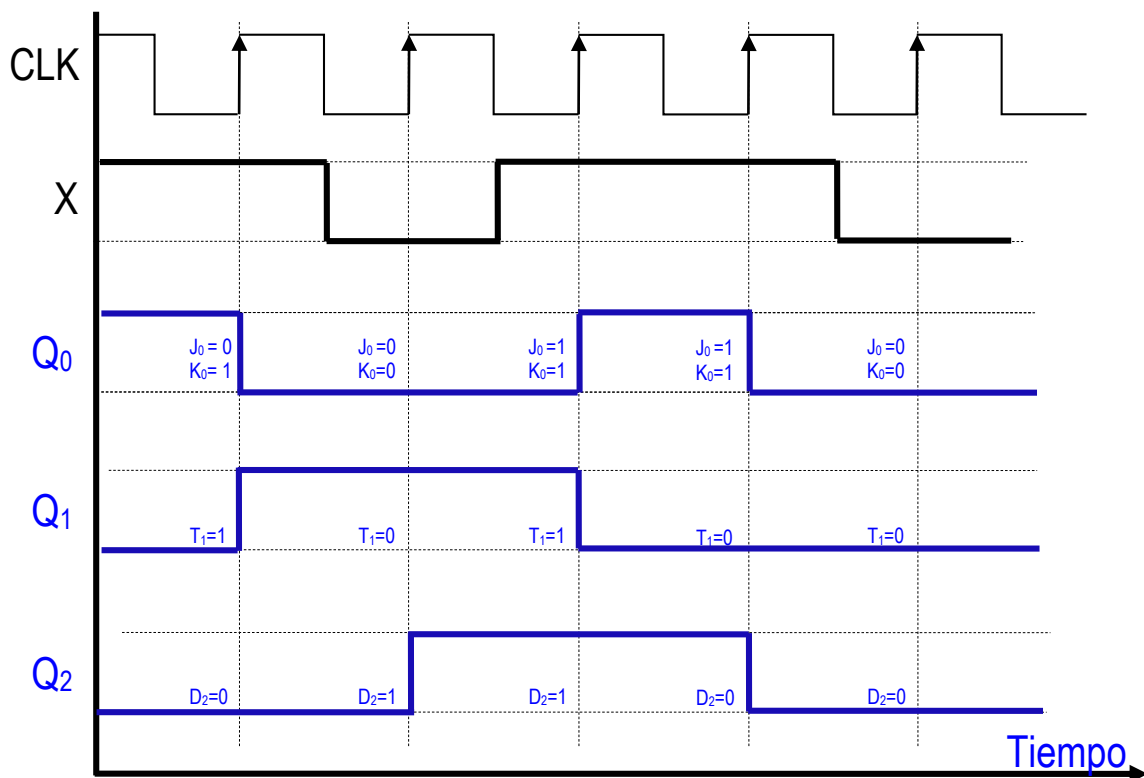 CLK
X
Q₀
J₀ = 0
K₀= 1
J₀ =0
K₀=0
J₀ =1
K₀=1
J₀ =1
K₀=1
J₀ =0
K₀=0
Q₁
T₁=1
T₁=0
T₁=1
T₁=0
T₁=0
Q₂
D₂=0
D₂=1
D₂=1
D₂=0
D₂=0
Tiempo